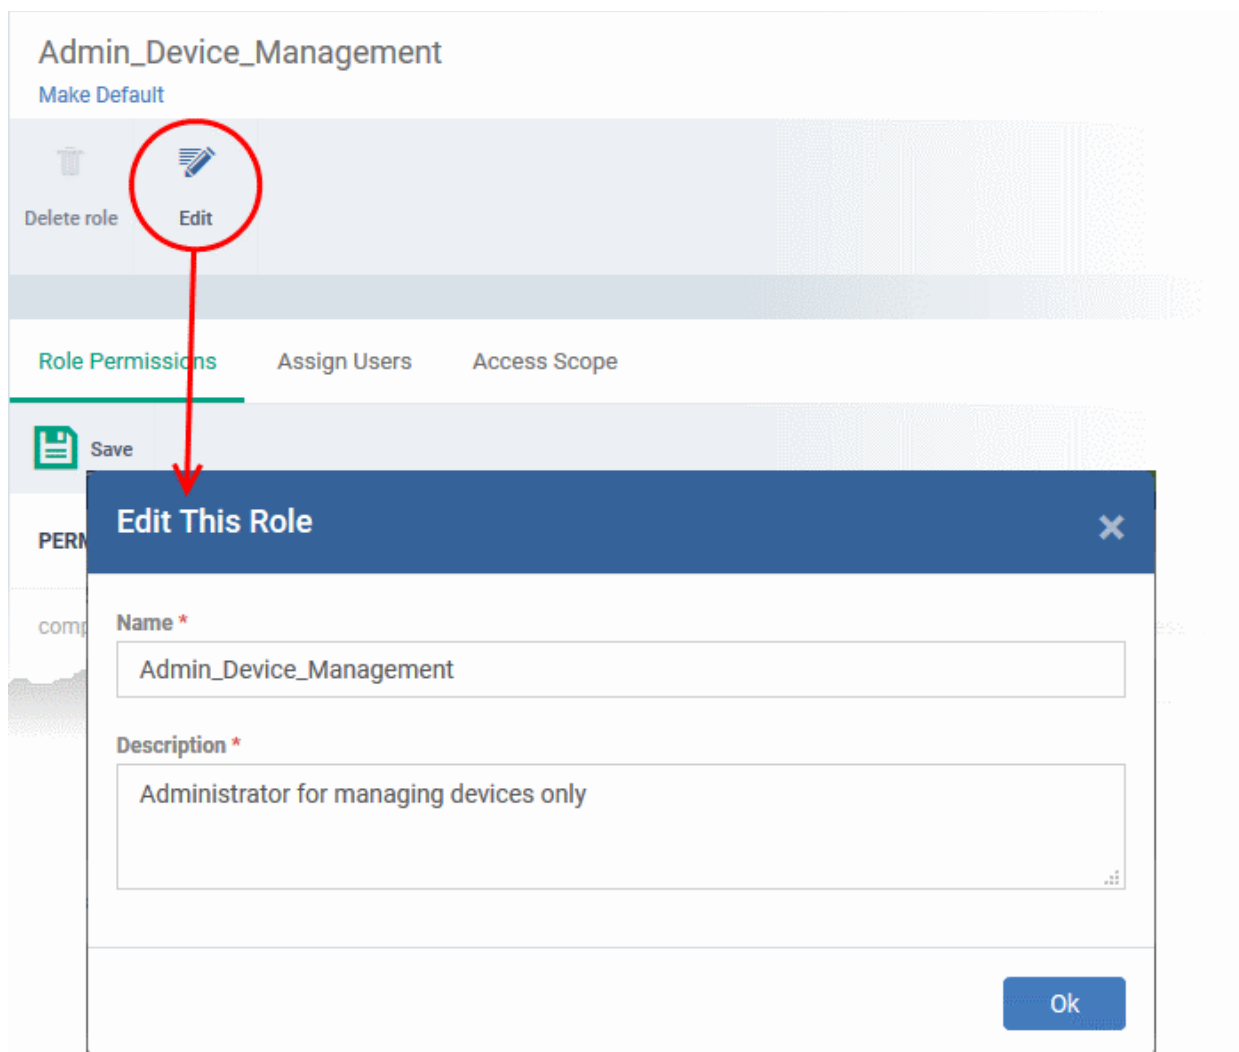 Admin_Device_Management
Make Default
Delete role
Edit
Role Permissions
Assign Users
Access Scope
Save
Edit This Role
Name *
Admin_Device_Management
Description *
Administrator for managing devices only
Ok